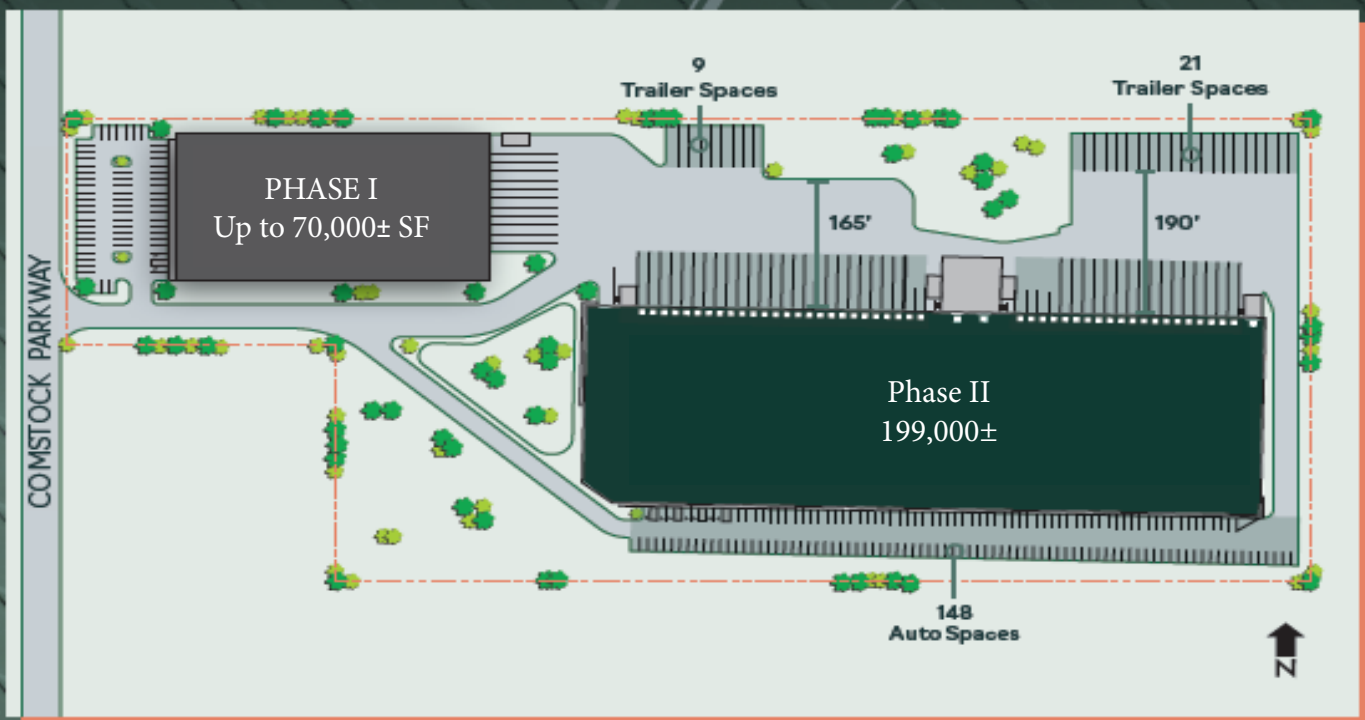 9
Trailer Spaces
21
Trailer Spaces
PHASE I
Up to 70,000± SF
165'
190'
COMSTOCK PARKWAY
Phase II
199,000±
148
Auto Spaces
N